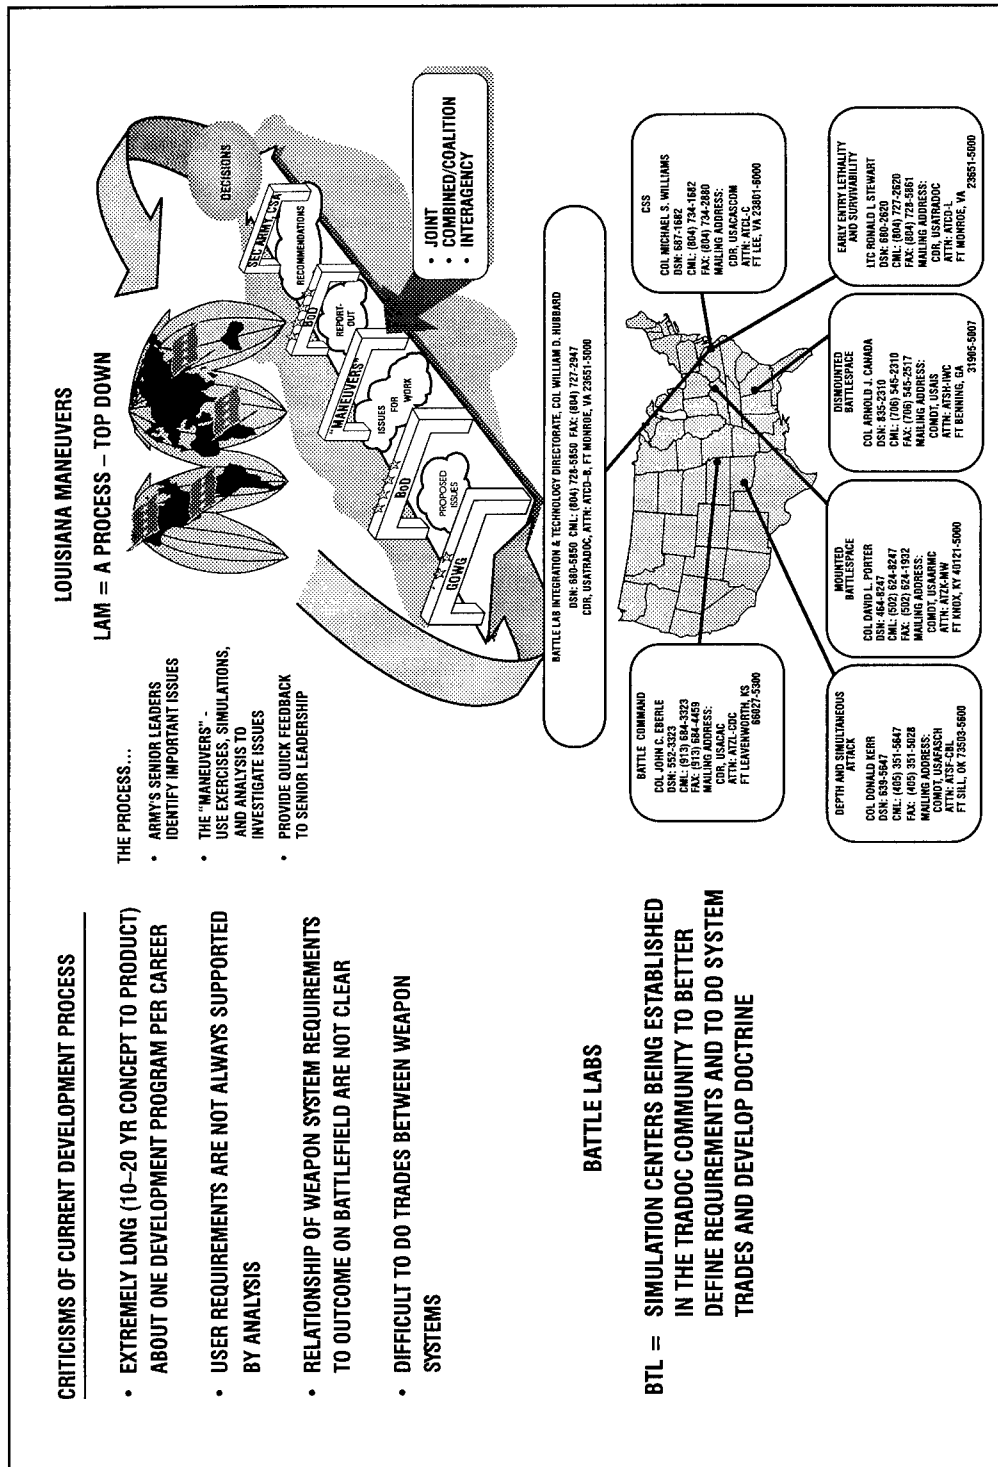 CRITICISMS OF CURRENT DEVELOPMENT PROCESS
• EXTREMELY LONG (10–20 YR CONCEPT TO PRODUCT)
ABOUT ONE DEVELOPMENT PROGRAM PER CAREER
• USER REQUIREMENTS ARE NOT ALWAYS SUPPORTED
BY ANALYSIS
• RELATIONSHIP OF WEAPON SYSTEM REQUIREMENTS
TO OUTCOME ON BATTLEFIELD ARE NOT CLEAR
• DIFFICULT TO DO TRADES BETWEEN WEAPON
SYSTEMS
LOUISIANA MANEUVERS
LAM = A PROCESS – TOP DOWN
THE PROCESS...
• ARMY'S SENIOR LEADERS
IDENTIFY IMPORTANT ISSUES
• THE "MANEUVERS" -
USE EXERCISES, SIMULATIONS,
AND ANALYSIS TO
INVESTIGATE ISSUES
• PROVIDE QUICK FEEDBACK
TO SENIOR LEADERSHIP
GOWG
PROPOSED
ISSUES
BoD
ISSUES
FOR
WORK
"MANEUVERS"
REPORT-
OUT
BoD
RECOMMENDATIONS
SEC ARMY, CSA
DECISIONS
• JOINT
• COMBINED/COALITION
• INTERAGENCY
BATTLE LABS
BTL = SIMULATION CENTERS BEING ESTABLISHED
IN THE TRADOC COMMUNITY TO BETTER
DEFINE REQUIREMENTS AND TO DO SYSTEM
TRADES AND DEVELOP DOCTRINE
BATTLE LAB INTEGRATION & TECHNOLOGY DIRECTORATE, COL WILLIAM D. HUBBARD
DSN: 680-5850 CML: (804) 728-5850 FAX: (804) 727-2947
CDR, USATRADOC, ATTN: ATCD–B, FT MONROE, VA 23651-5000
BATTLE COMMAND
COL JOHN C. EBERLE
DSN: 552-3323
CML: (913) 684-3323
FAX: (913) 684-4459
MAILING ADDRESS:
CDR, USACAC
ATTN: ATZL-CDC
FT LEAVENWORTH, KS
66027-5300
CSS
COL MICHAEL S. WILLIAMS
DSN: 687-1682
CML: (804) 734-1682
FAX: (804) 734-2880
MAILING ADDRESS:
CDR, USACASCOM
ATTN: ATCL-C
FT LEE, VA 23801-6000
DEPTH AND SIMULTANEOUS
ATTACK
COL DONALD KERR
DSN: 639-5647
CML: (405) 351-5647
FAX: (405) 351-5028
MAILING ADDRESS:
COMDT, USAFASCH
ATTN: ATSF-CBL
FT SILL, OK 73503-5600
MOUNTED
BATTLESPACE
COL DAVID L. PORTER
DSN: 464-8247
CML: (502) 624-8247
FAX: (502) 624-1932
MAILING ADDRESS:
COMDT, USAARMC
ATTN: ATZK-MW
FT KNOX, KY 40121-5000
DISMOUNTED
BATTLESPACE
COL ARNOLD J. CANADA
DSN: 835-2310
CML: (706) 545-2310
FAX: (706) 545-2517
MAILING ADDRESS:
COMDT, USAIS
ATTN: ATSH-IWC
FT BENNING, GA
31905-5007
EARLY ENTRY LETHALITY
AND SURVIVABILITY
LTC RONALD L STEWART
DSN: 680-2620
CML: (804) 727-2620
FAX: (804) 728-5861
MAILING ADDRESS:
CDR, USATRADOC
ATTN: ATCD-L
FT MONROE, VA
23651-5000